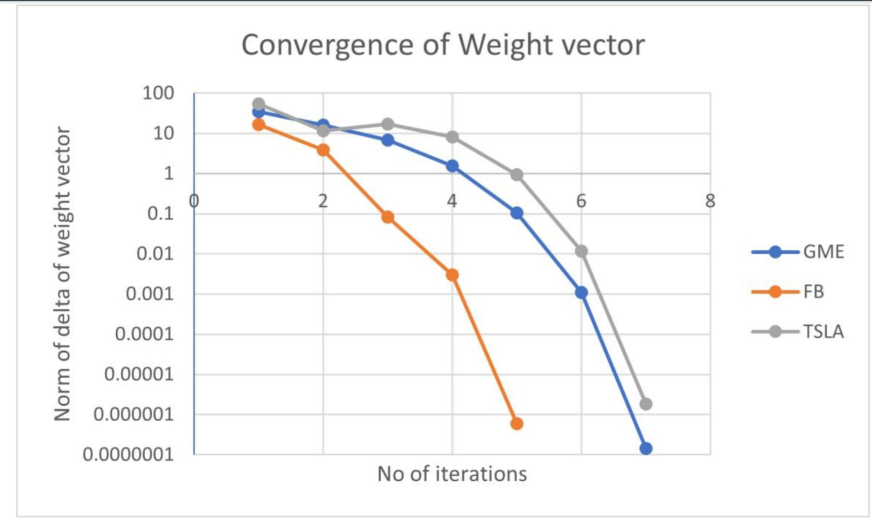 Convergence of Weight vector
Norm of delta of weight vector
100
10
1
0.1
0.01
0.001
0.0001
0.00001
0.000001
0.0000001
0 2 4 6 8
No of iterations
GME
FB
TSLA